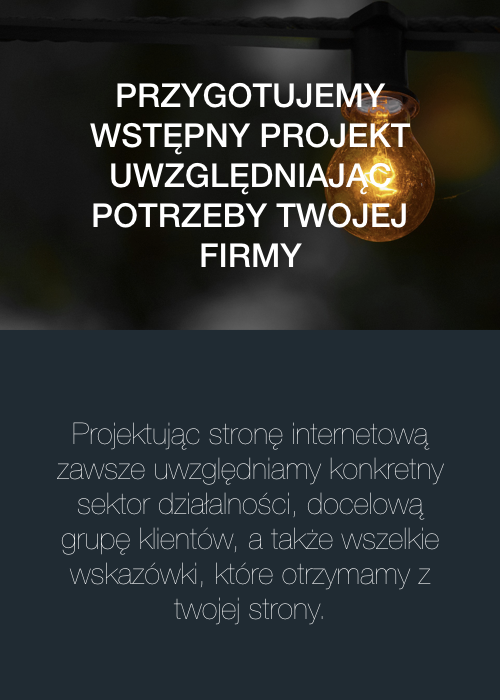 PRZYGOTUJEMY
WSTĘPNY PROJEKT
UWZGLĘDNIAJĄC
POTRZEBY TWOJEJ
FIRMY
Projektując stronę internetową
zawsze uwzględniamy konkretny
sektor działalności, docelową
grupę klientów, a także wszelkie
wskazówki, które otrzymamy z
twojej strony.